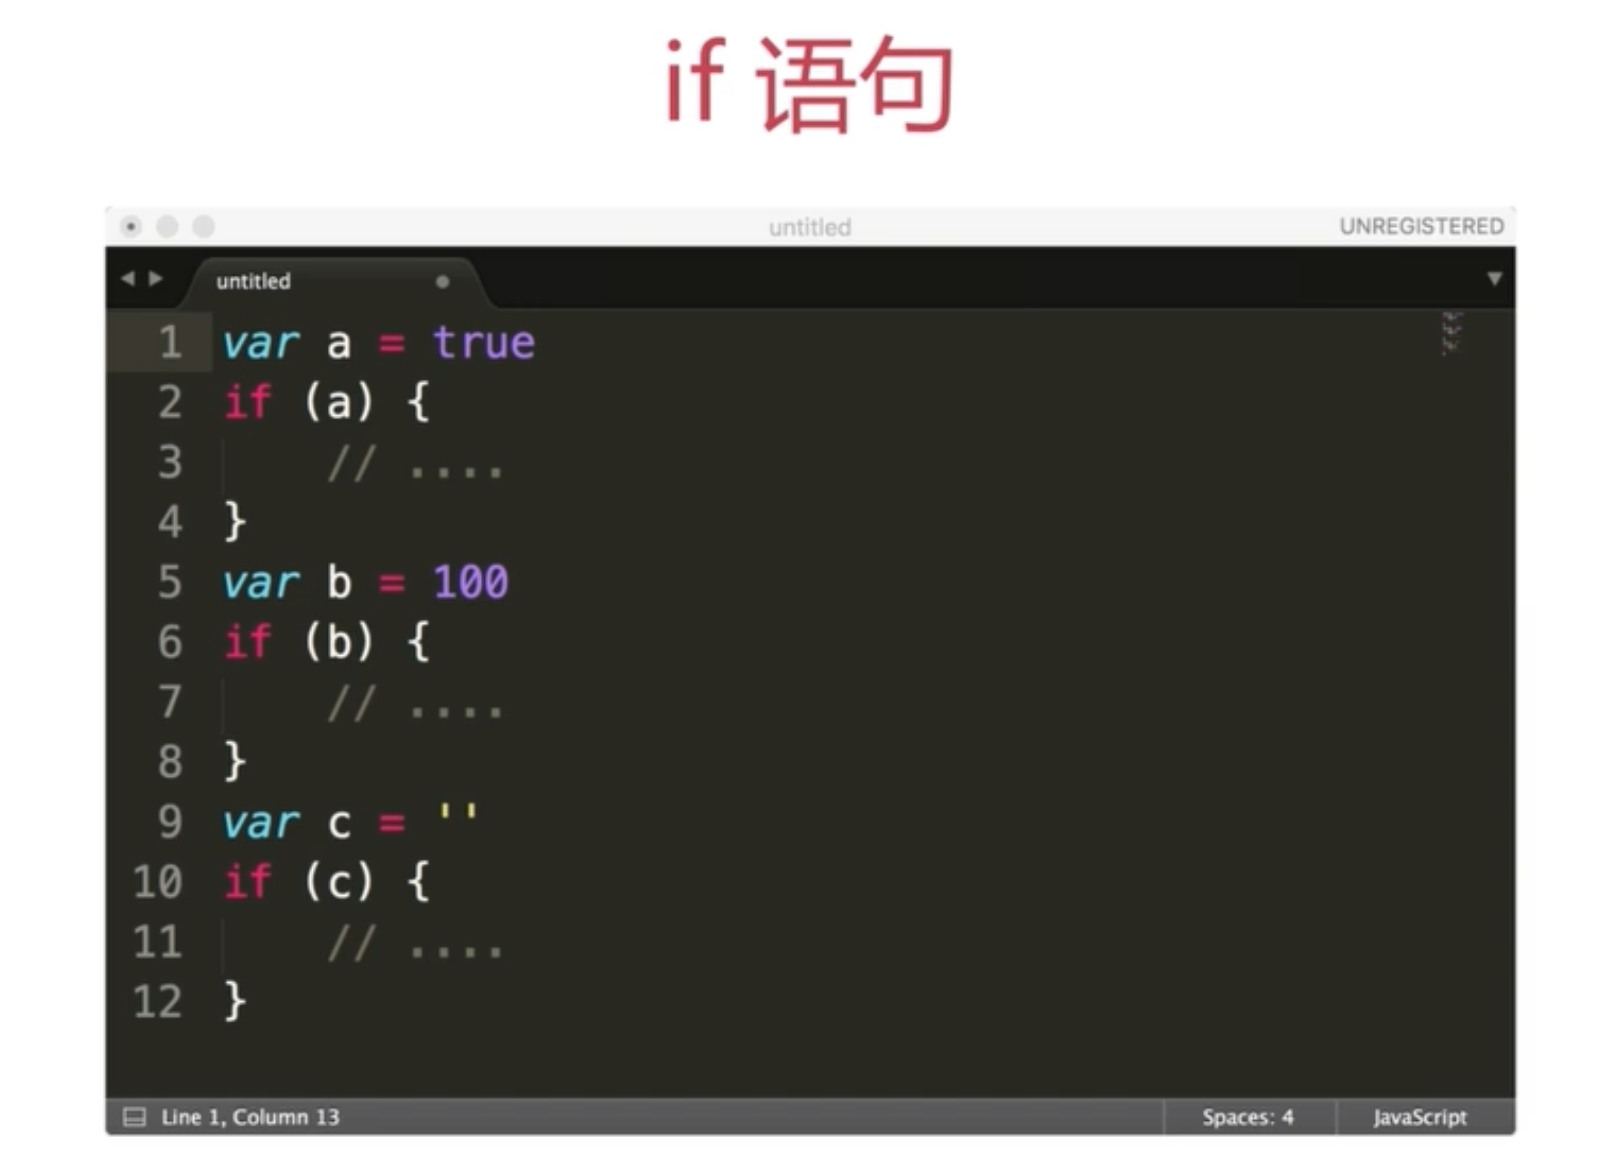 if 语句
untitled
UNREGISTERED
untitled
1 var a = true
2 if (a) {
3     // ....
4 }
5 var b = 100
6 if (b) {
7     // ....
8 }
9 var c = ''
10 if (c) {
11     // ....
12 }
Line 1, Column 13
Spaces: 4
JavaScript